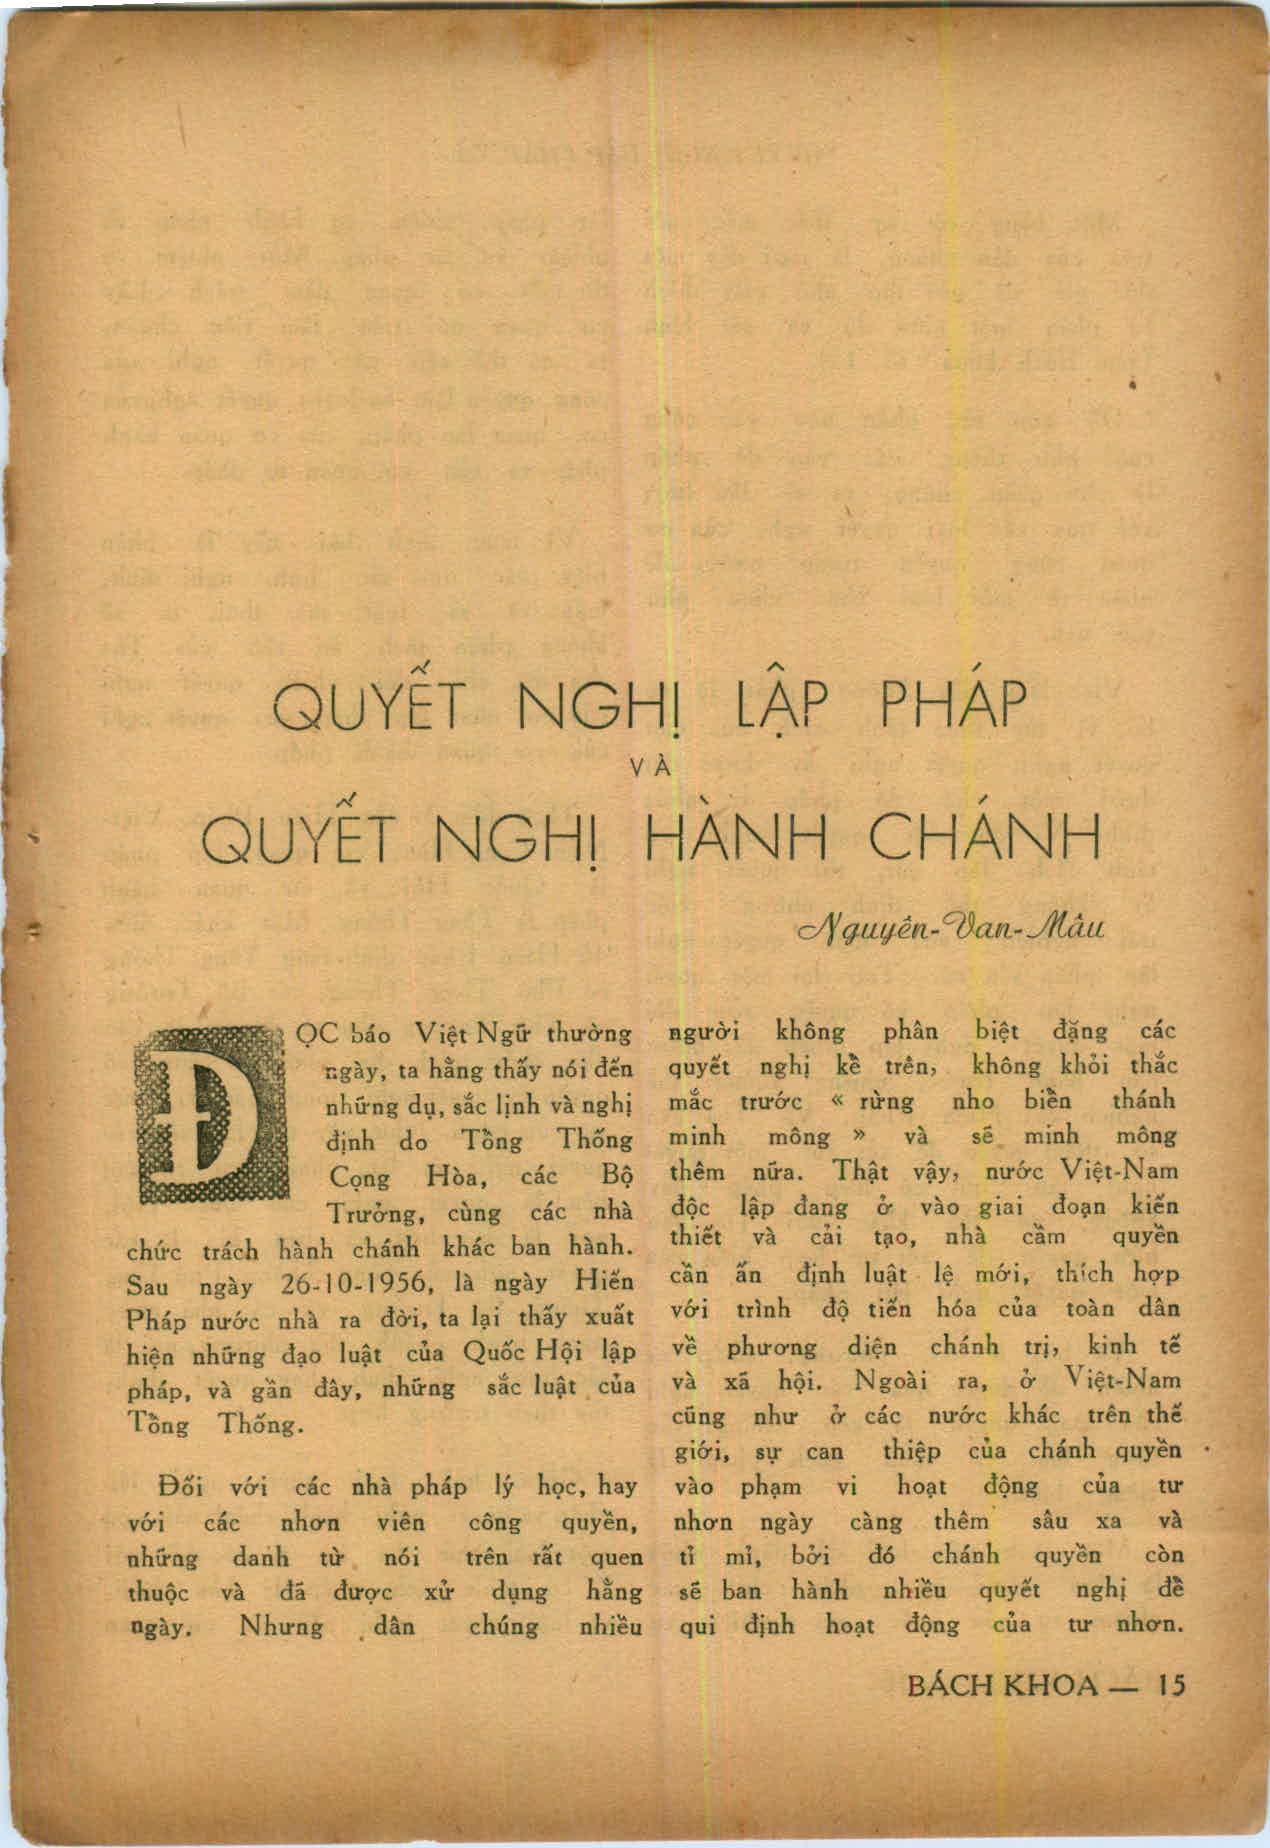 QUYẾT NGHỊ LẬP PHÁP
VÀ
QUYẾT NGHỊ HÀNH CHÁNH
Nguyễn-Van-Mâu
ĐỌC báo Việt Ngữ thường
ngày, ta hằng thấy nói đến
những dụ, sắc lịnh và nghị
định do Tổng Thống
Cọng Hòa, các Bộ
Trưởng, cùng các nhà
chức trách hành chánh khác ban hành.
Sau ngày 26-10-1956, là ngày Hiến
Pháp nước nhà ra đời, ta lại thấy xuất
hiện những đạo luật của Quốc Hội lập
pháp, và gần đây, những sắc luật của
Tổng Thống.
Đối với các nhà pháp lý học, hay
với các nhơn viên công quyền,
những danh từ nói trên rất quen
thuộc và đã được xử dụng hằng
ngày. Nhưng dân chúng nhiều
người không phân biệt đặng các
quyết nghị kể trên, không khỏi thắc
mắc trước « rừng nho biển thánh
minh mông » và sẽ minh mông
thêm nữa. Thật vậy, nước Việt-Nam
độc lập đang ở vào giai đoạn kiến
thiết và cải tạo, nhà cầm quyền
cần ấn định luật lệ mới, thích hợp
với trình độ tiến hóa của toàn dân
về phương diện chánh trị, kinh tế
và xã hội. Ngoài ra, ở Việt-Nam
cũng như ở các nước khác trên thế
giới, sự can thiệp của chánh quyền
vào phạm vi hoạt động của tư
nhơn ngày càng thêm sâu xa và
tỉ mỉ, bởi đó chánh quyền còn
sẽ ban hành nhiều quyết nghị để
qui định hoạt động của tư nhơn.
BÁCH KHOA — 15